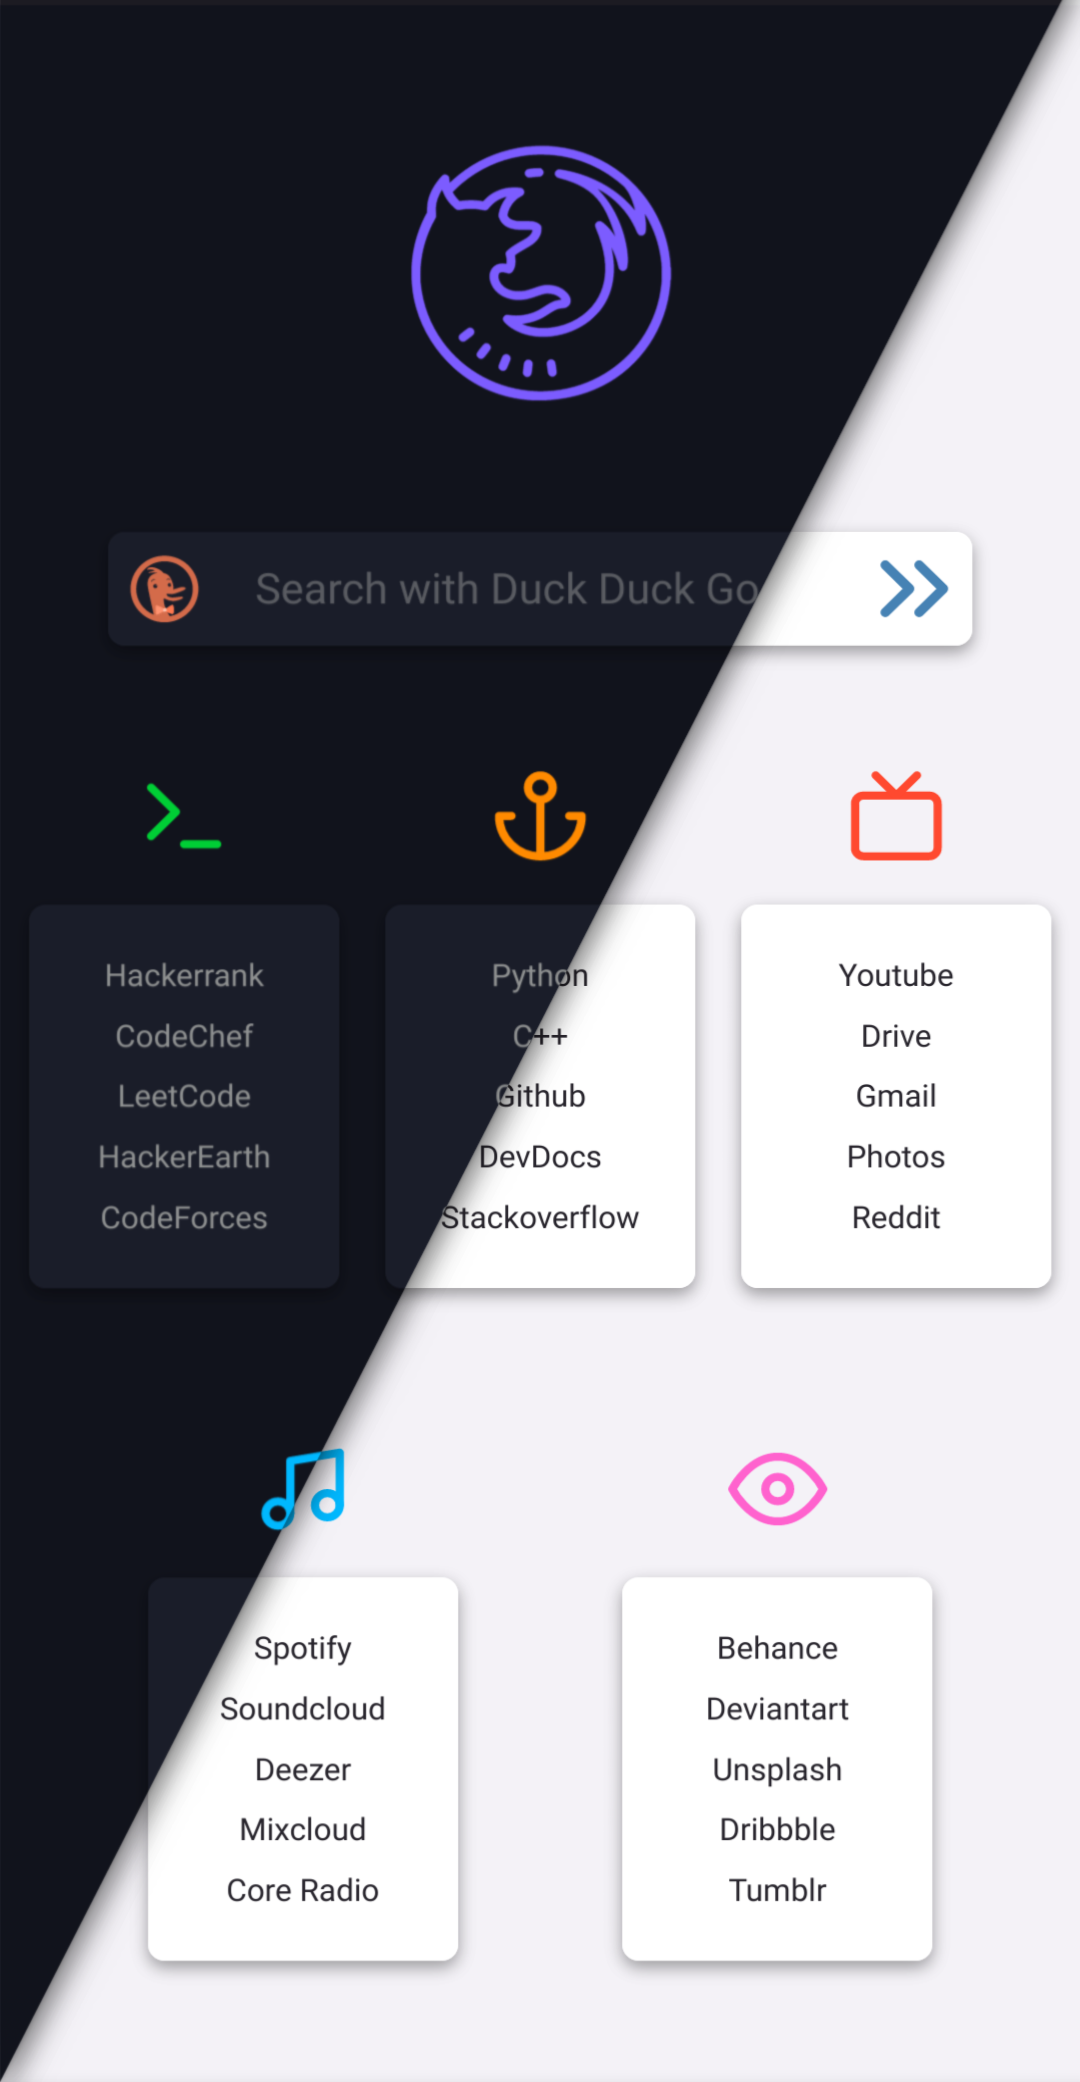 Search with Duck Duck Go
Hackerrank
CodeChef
LeetCode
HackerEarth
CodeForces
Python
C++
Github
DevDocs
Stackoverflow
Youtube
Drive
Gmail
Photos
Reddit
Spotify
Soundcloud
Deezer
Mixcloud
Core Radio
Behance
Deviantart
Unsplash
Dribbble
Tumblr